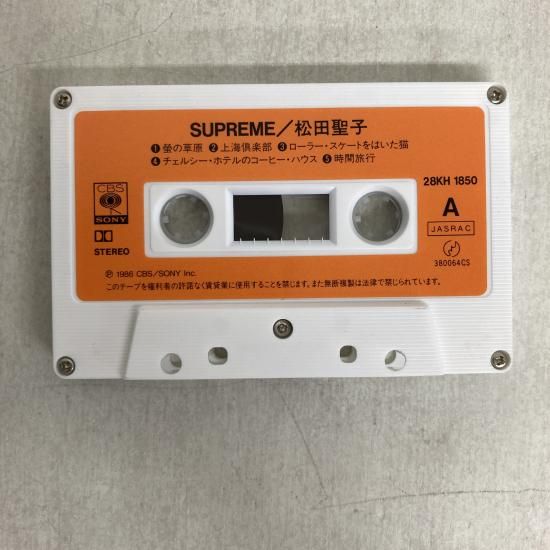 SUPREME／松田聖子
❶螢の草原 ❷上海倶楽部 ❸ローラー・スケートをはいた猫
❹チェルシー・ホテルのコーヒー・ハウス ❺時間旅行
28KH 1850
CBS
SONY
A
JASRAC
STEREO
380064CS
Ⓟ 1986 CBS/SONY Inc.
このテープを権利者の許諾なく賃貸業に使用することを禁じます。また無断複製は法律で禁じられています。